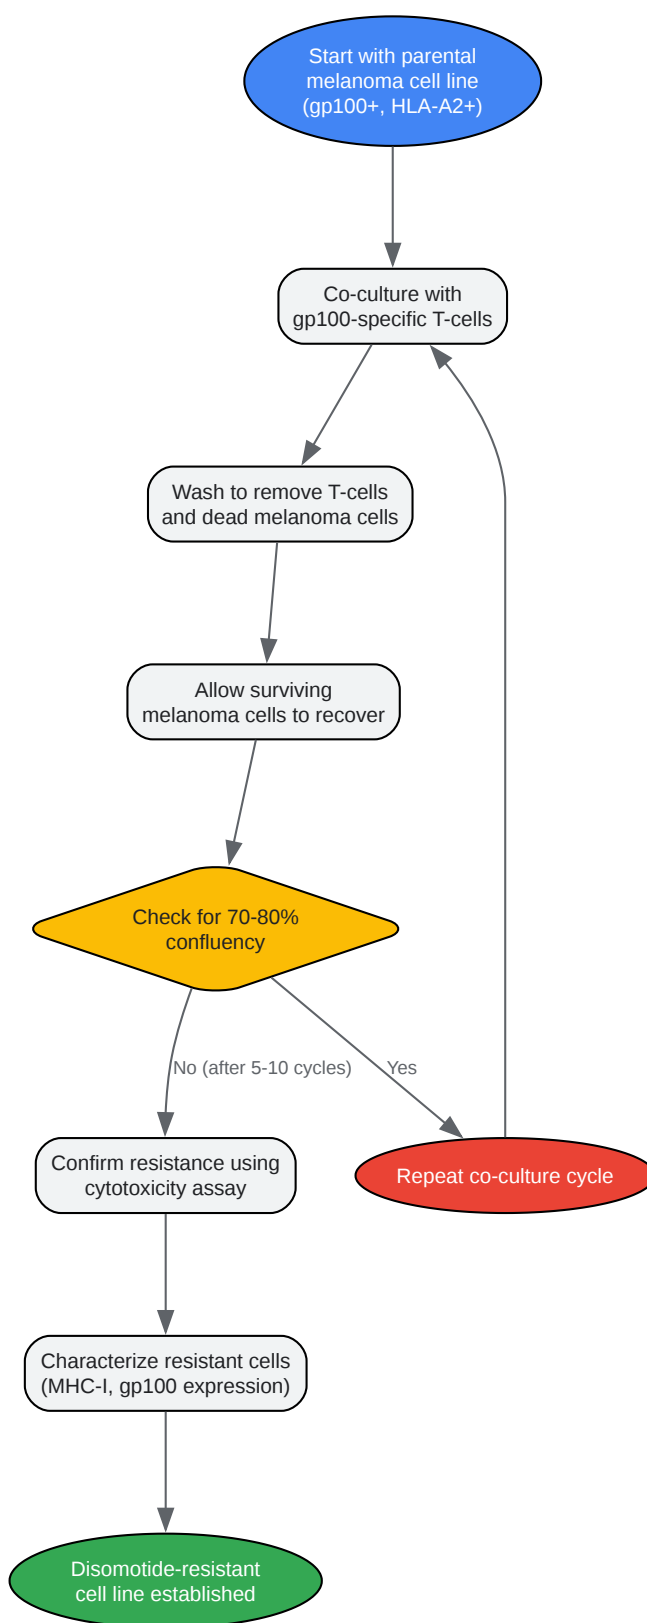 Start with parental
melanoma cell line
(gp100+, HLA-A2+)
Co-culture with
gp100-specific T-cells
Wash to remove T-cells
and dead melanoma cells
Allow surviving
melanoma cells to recover
Check for 70-80%
confluency
No (after 5-10 cycles)
Yes
Confirm resistance using
cytotoxicity assay
Repeat co-culture cycle
Characterize resistant cells
(MHC-I, gp100 expression)
Disomotide-resistant
cell line established